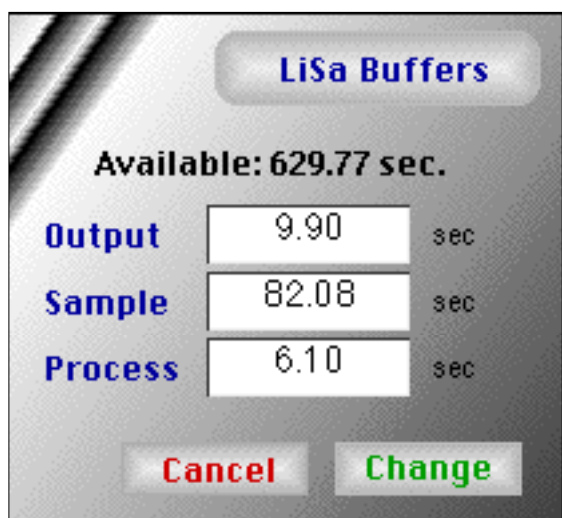 LiSa Buffers
Available: 629.77 sec.
Output 9.90 sec
Sample 82.08 sec
Process 6.10 sec
Cancel Change